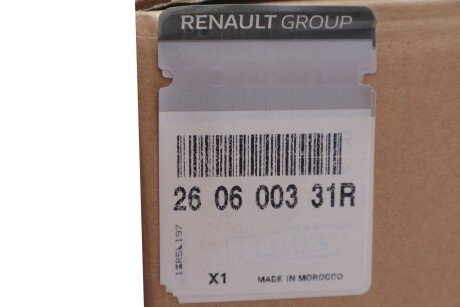 RENAULT GROUP
26 06 003 31R
X1
MADE IN MOROCCO